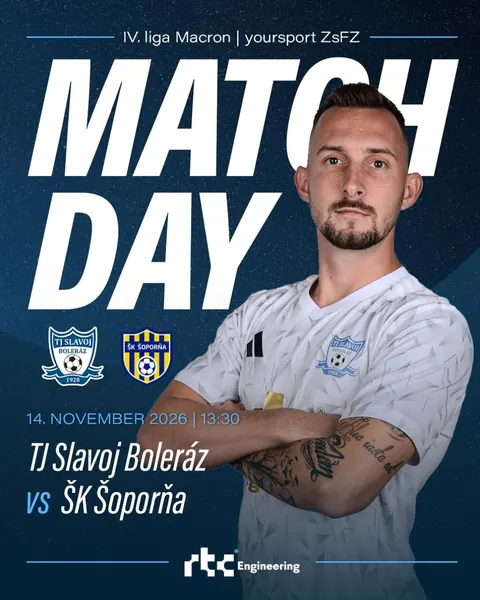 IV. liga Macron | yoursport ZsFZ
MATCH
DAY
TJ SLAVOJ
BOLERÁZ
1928
ŠK ŠOPORŇA
14. NOVEMBER 2026 | 13:30
TJ Slavoj Boleráz
vs ŠK Šoporňa
rtc Engineering